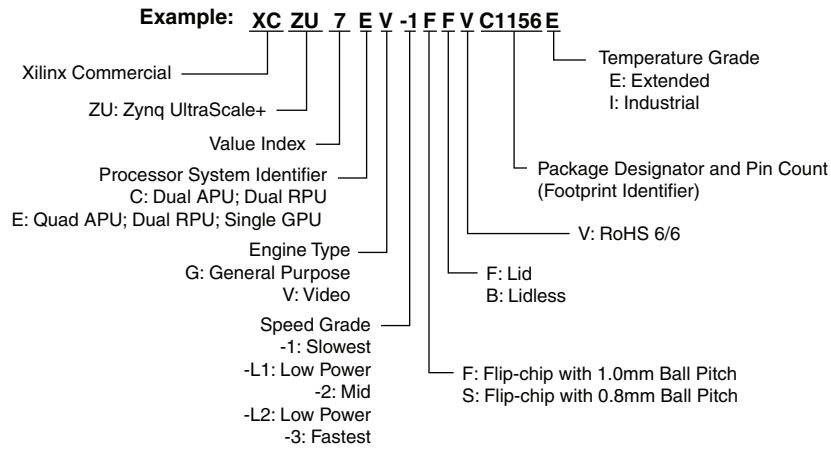 Example: XC ZU 7 E V -1 F F V C1156 E
Xilinx Commercial
ZU: Zynq UltraScale+
Value Index
Processor System Identifier
C: Dual APU; Dual RPU
E: Quad APU; Dual RPU; Single GPU
Engine Type
G: General Purpose
V: Video
Speed Grade
-1: Slowest
-L1: Low Power
-2: Mid
-L2: Low Power
-3: Fastest
Temperature Grade
E: Extended
I: Industrial
Package Designator and Pin Count
(Footprint Identifier)
V: RoHS 6/6
F: Lid
B: Lidless
F: Flip-chip with 1.0mm Ball Pitch
S: Flip-chip with 0.8mm Ball Pitch